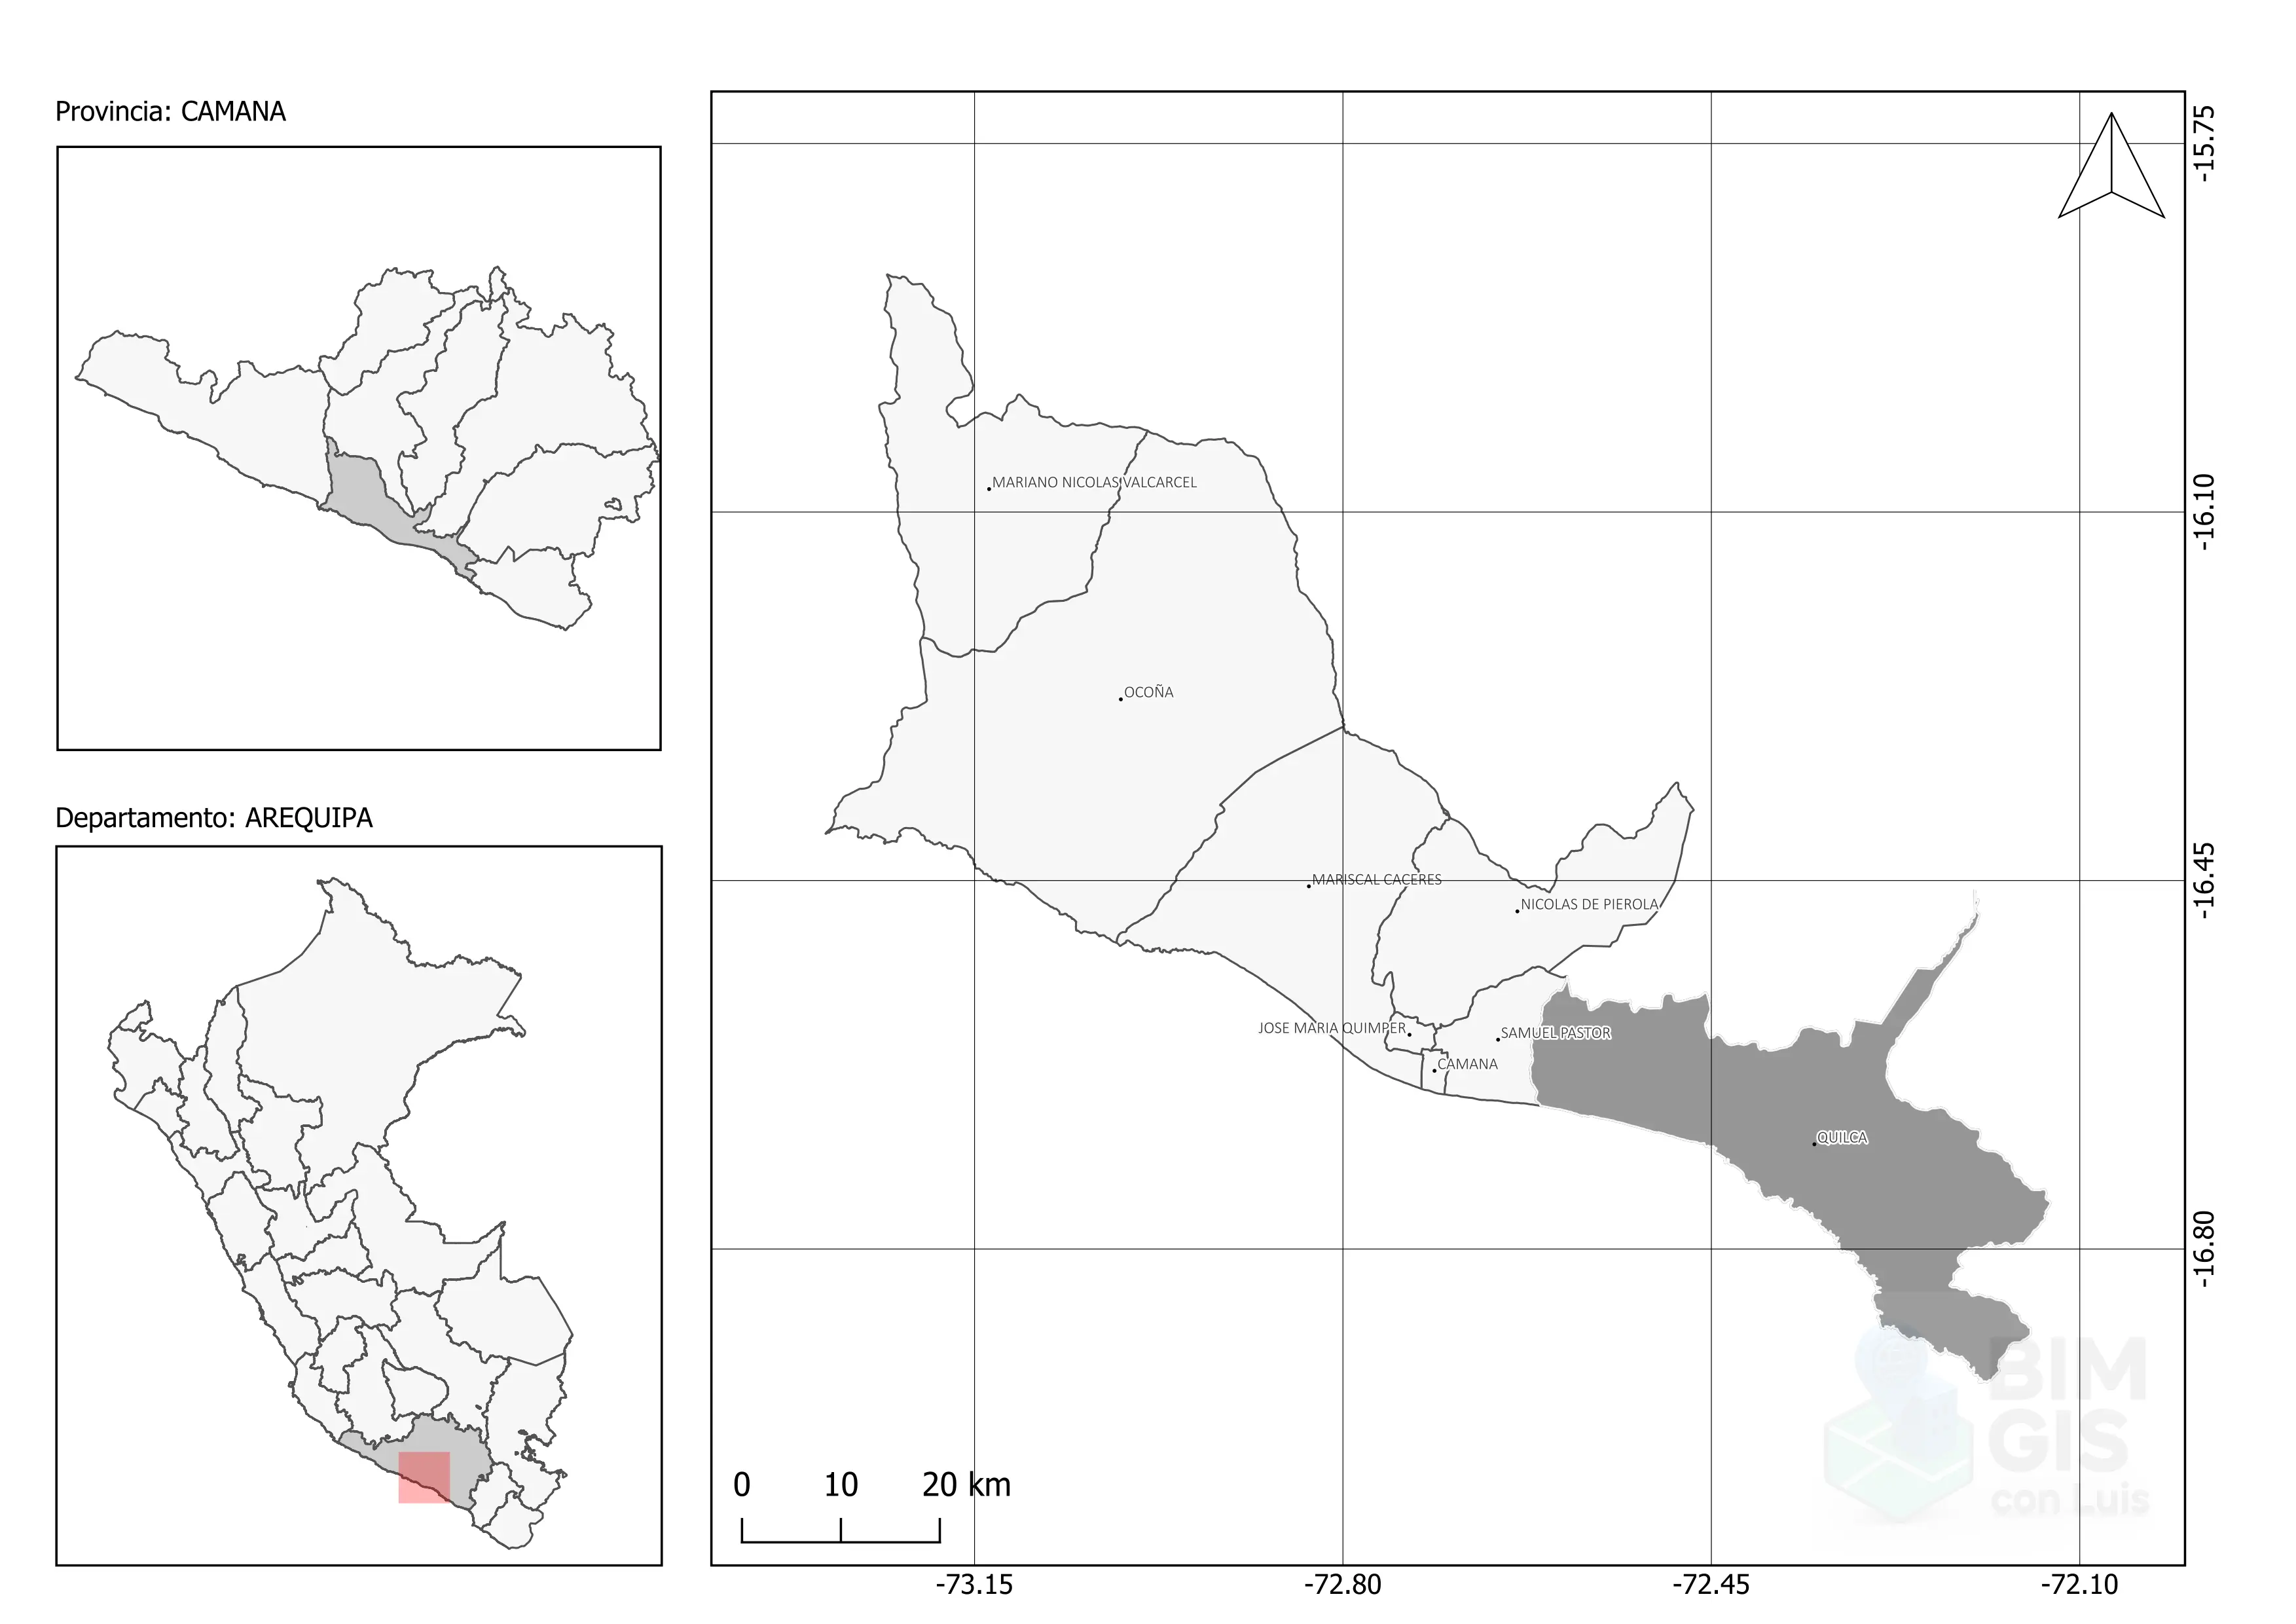 Provincia: CAMANA
Departamento: AREQUIPA
MARIANO NICOLAS VALCARCEL
OCOÑA
MARISCAL CACERES
NICOLAS DE PIEROLA
JOSE MARIA QUIMPER
SAMUEL PASTOR
CAMANA
QUILCA
-15.75
-16.10
-16.45
-16.80
BIM
GIS
con Luis
0 10 20 km
-73.15 -72.80 -72.45 -72.10